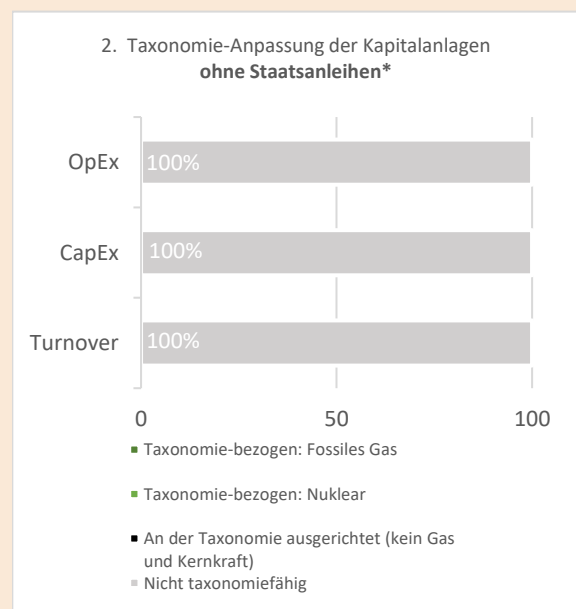 2. Taxonomie-Anpassung der Kapitalanlagen
ohne Staatsanleihen*
OpEx
100%
CapEx
100%
Turnover
100%
0 50 100
Taxonomie-bezogen: Fossiles Gas
Taxonomie-bezogen: Nuklear
An der Taxonomie ausgerichtet (kein Gas
und Kernkraft)
Nicht taxonomiefähig